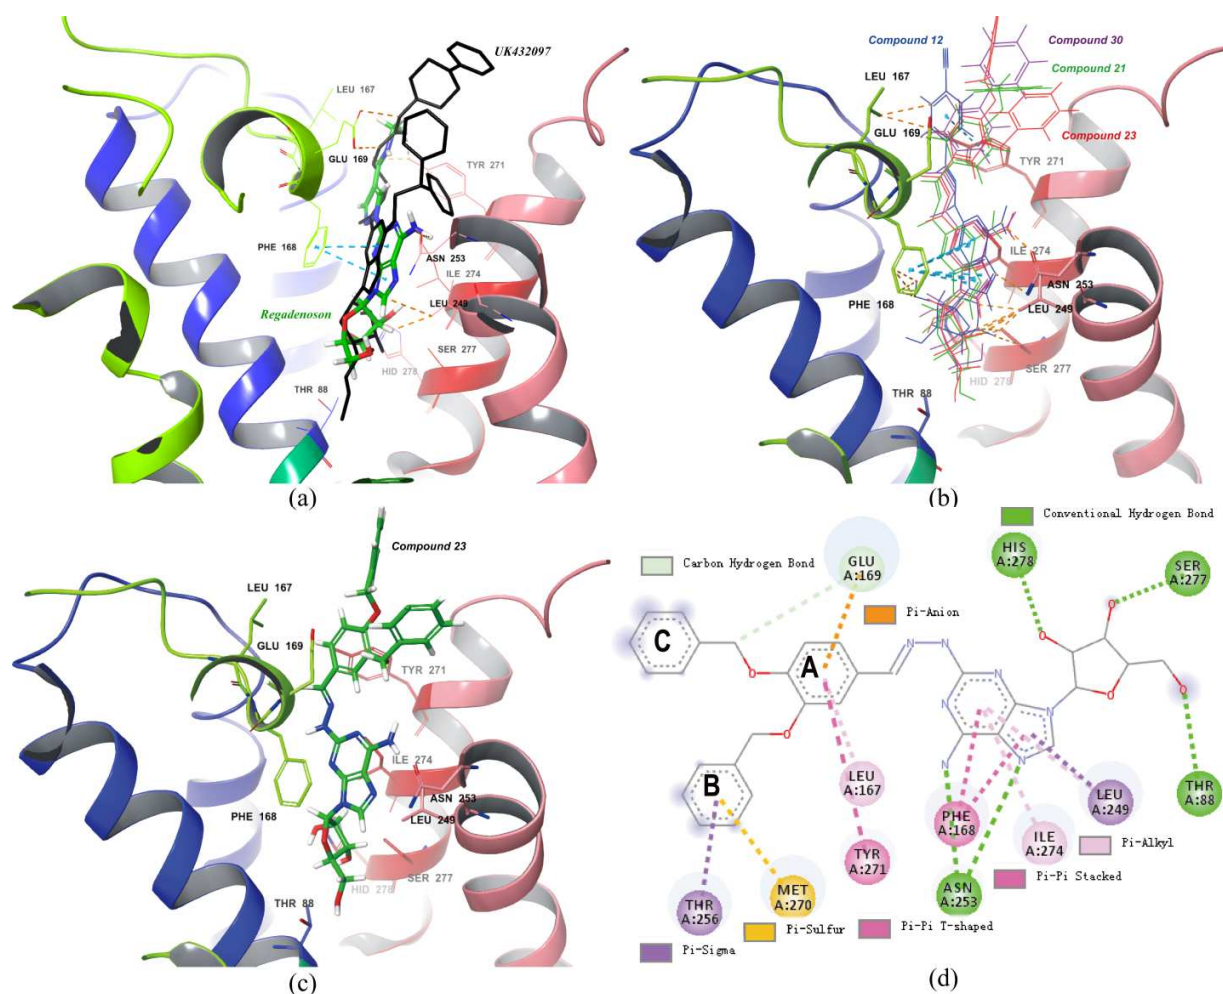 UK432097
LEU 167
GLU 169
TYR 271
PHE 168
ASN 253
ILE 274
Regadenoson
LEU 249
SER 277
HID 278
THR 88
(a)
Compound 12
Compound 30
LEU 167
Compound 21
GLU 169
Compound 23
TYR 271
ILE 274
ASN 253
PHE 168
LEU 249
SER 277
HID 278
THR 88
(b)
Compound 23
LEU 167
GLU 169
TYR 271
ILE 274
ASN 253
PHE 168
LEU 249
SER 277
HID 278
THR 88
(c)
Conventional Hydrogen Bond
HIS
A:278
SER
A:277
Carbon Hydrogen Bond
GLU
A:169
Pi-Anion
C
A
B
LEU
A:167
PHE
A:168
LEU
A:249
THR
A:88
ILE
A:274
Pi-Alkyl
TYR
A:271
Pi-Pi Stacked
ASN
A:253
MET
A:270
THR
A:256
Pi-Sulfur
Pi-Pi T-shaped
Pi-Sigma
(d)